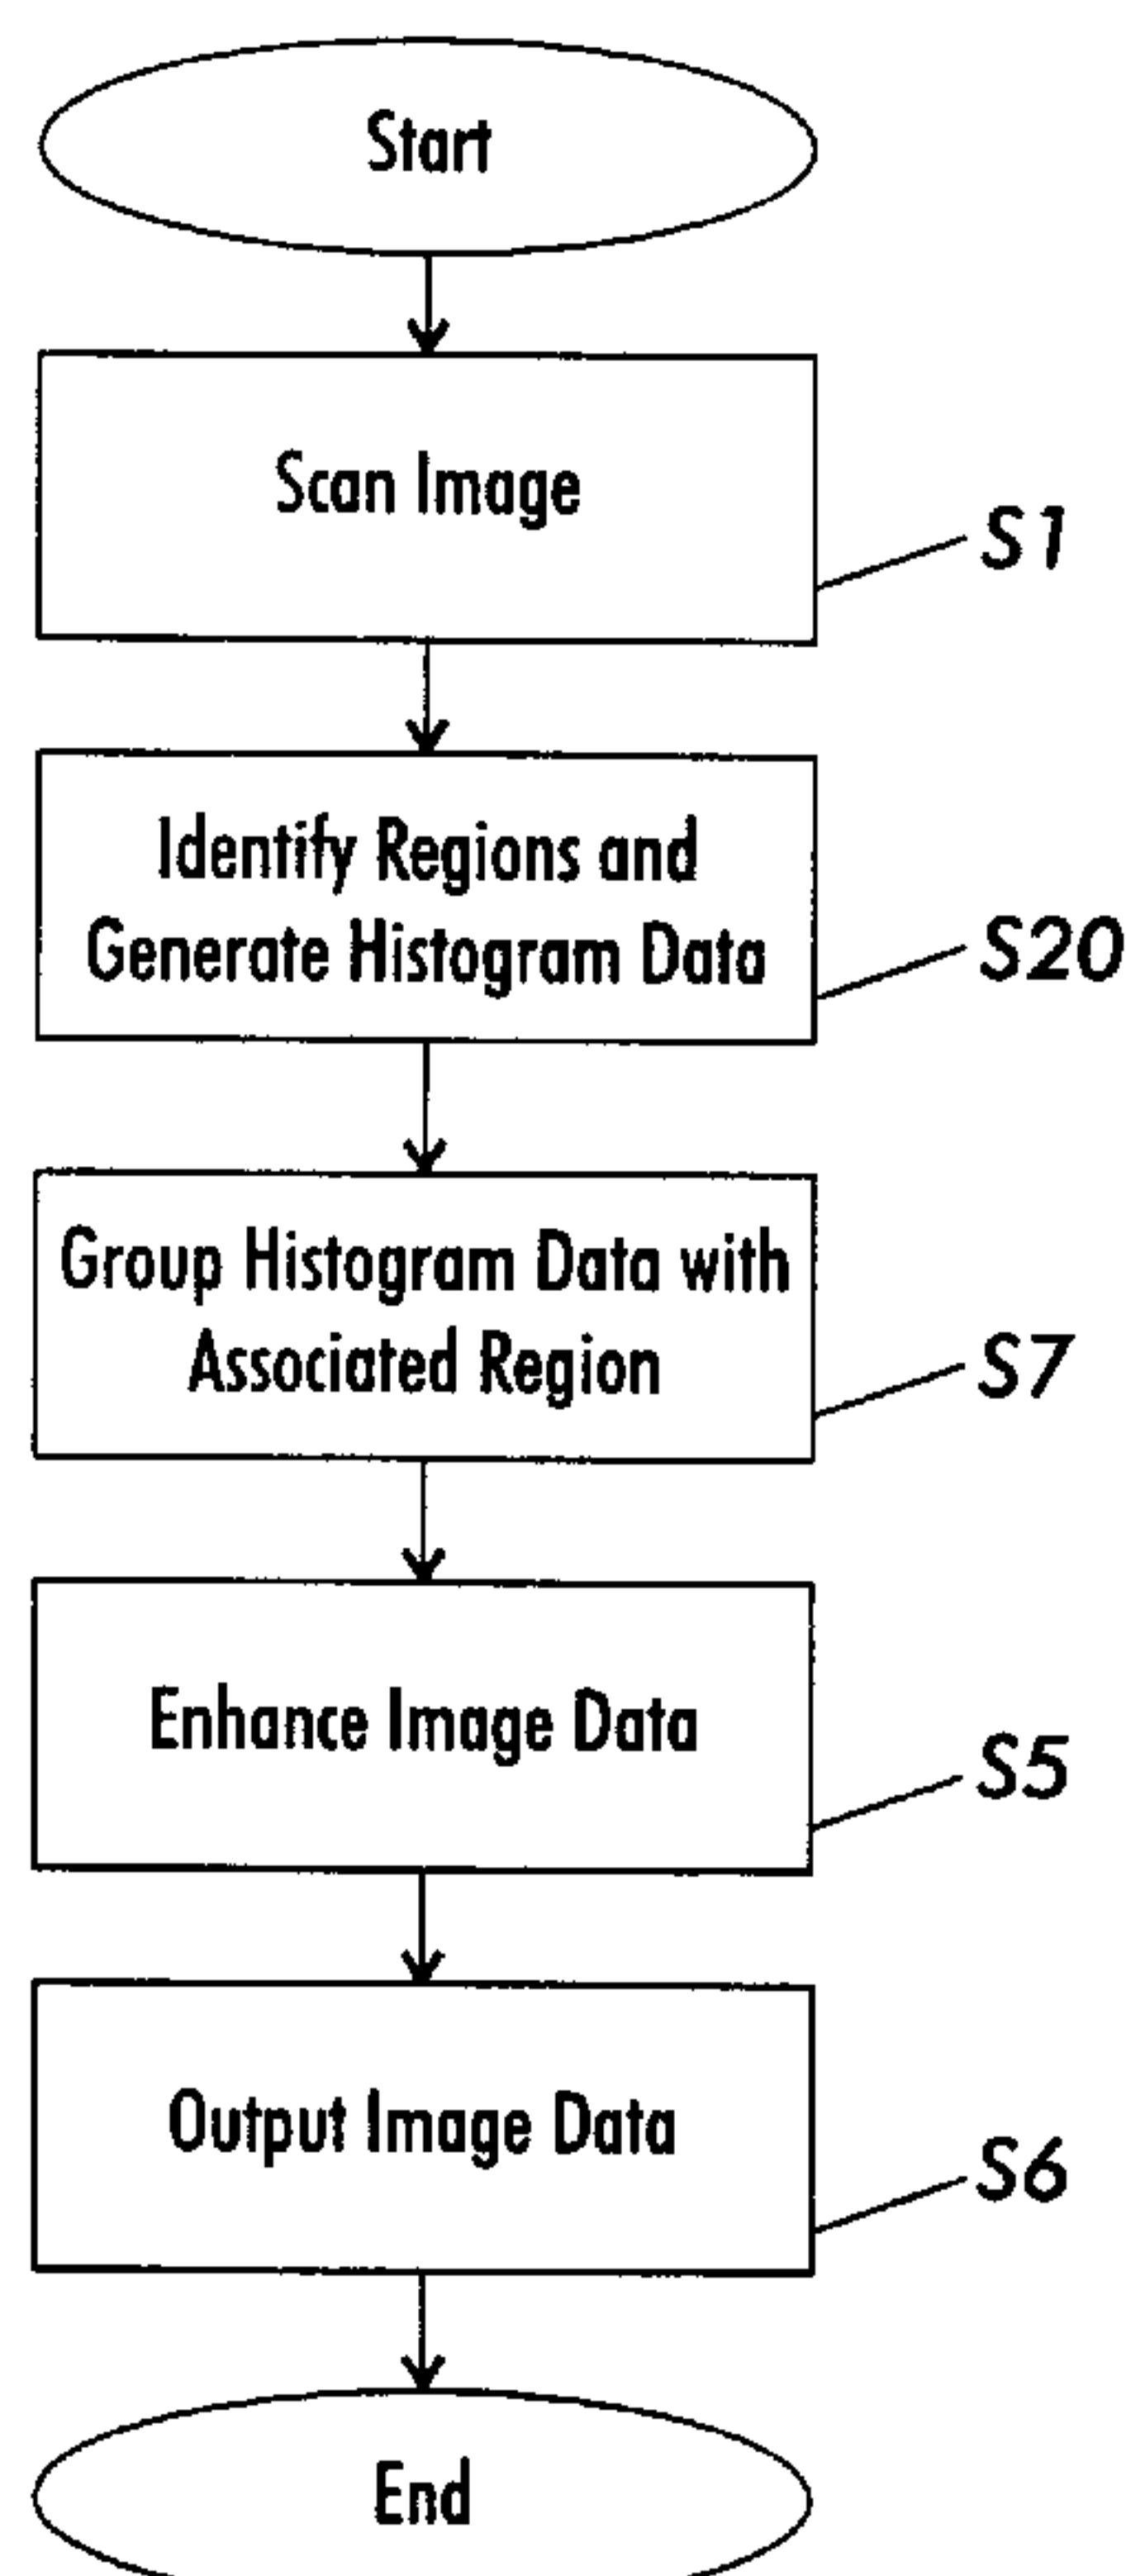 Start
Scan Image
S1
Identify Regions and
Generate Histogram Data
S20
Group Histogram Data with
Associated Region
S7
Enhance Image Data
S5
Output Image Data
S6
End